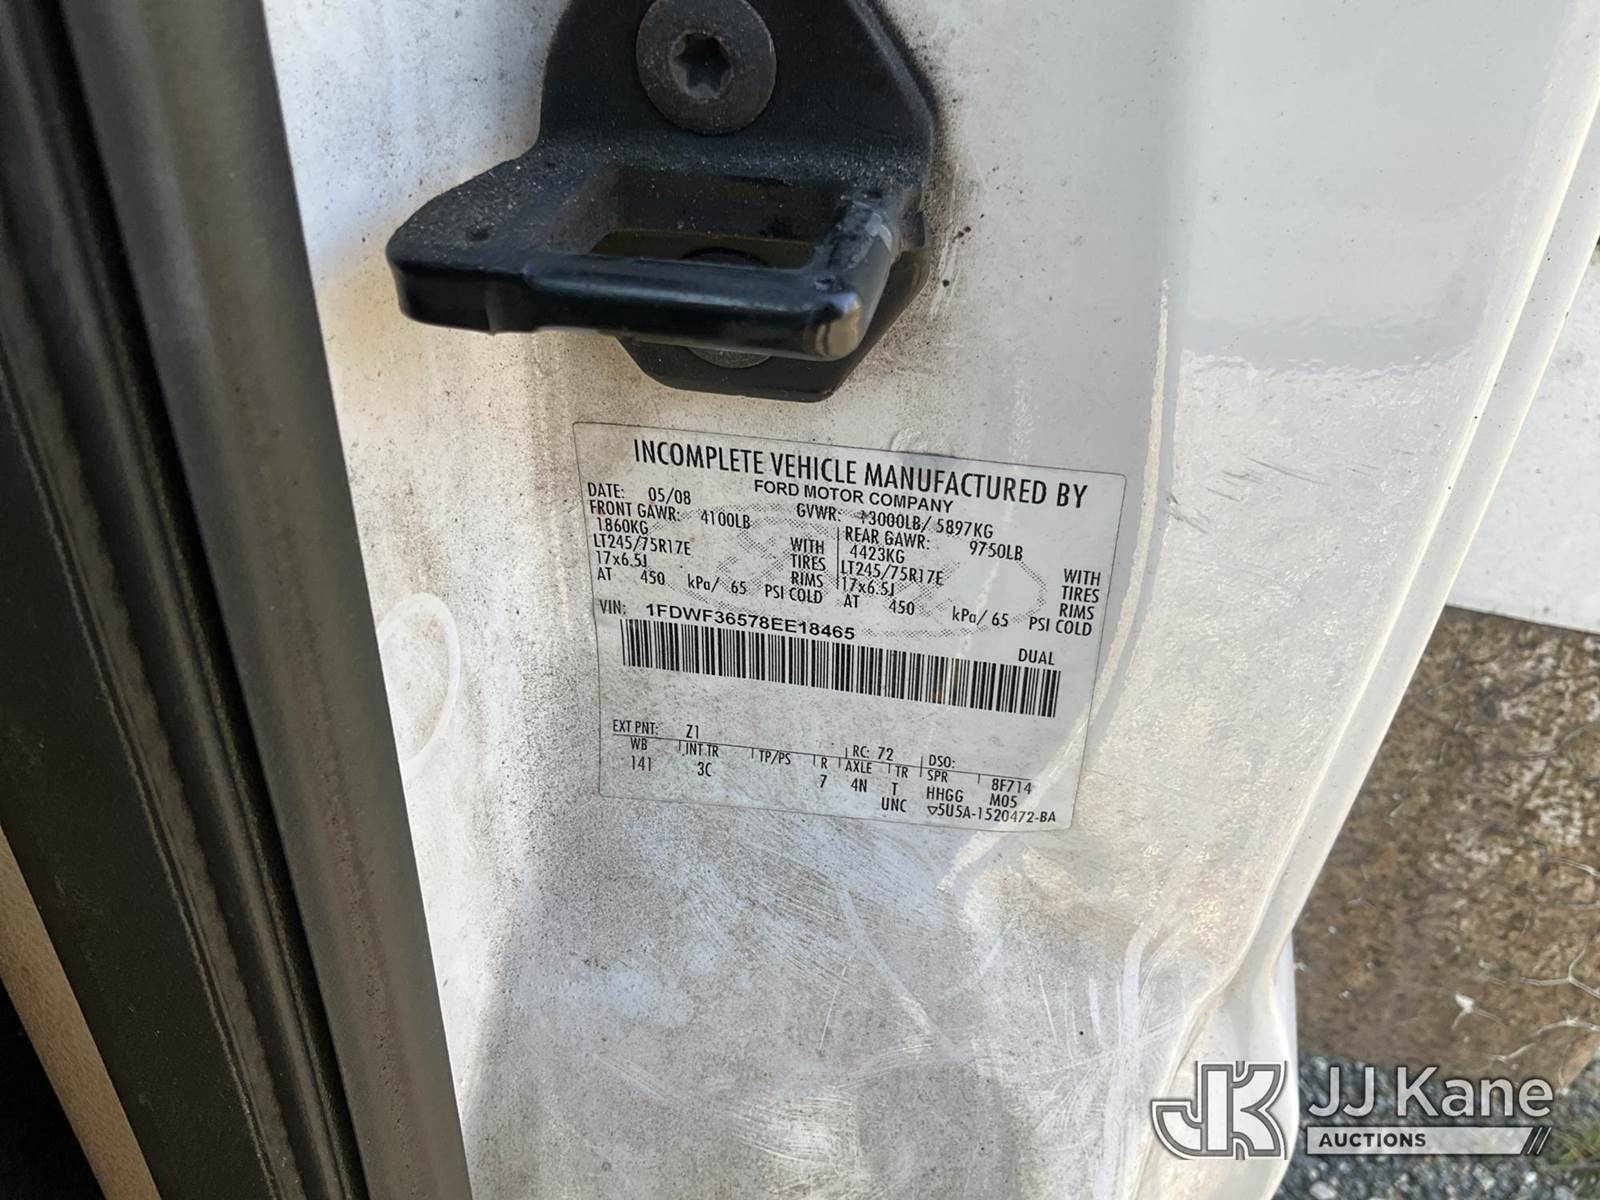 INCOMPLETE VEHICLE MANUFACTURED BY
FORD MOTOR COMPANY
DATE: 05/08 GVWR: 13000LB/ 5897KG
FRONT GAWR: 4100LB REAR GAWR: 9750LB
1860KG WITH 4423KG WITH
LT245/75R17E TIRES LT245/75R17E TIRES
17x6.5J RIMS 17x6.5J RIMS
AT 450 kPa/ 65 PSI COLD AT 450 kPa/ 65 PSI COLD
VIN: 1FDWF36578EE18465
DUAL
EXT PNT: Z1 RC: 72 DSO:
WB INT TR TP/PS R AXLE TR SPR 8F714
141 3C 7 4N T HHGG M05
UNC ▽5U5A-1520472-BA
JK JJ Kane
AUCTIONS